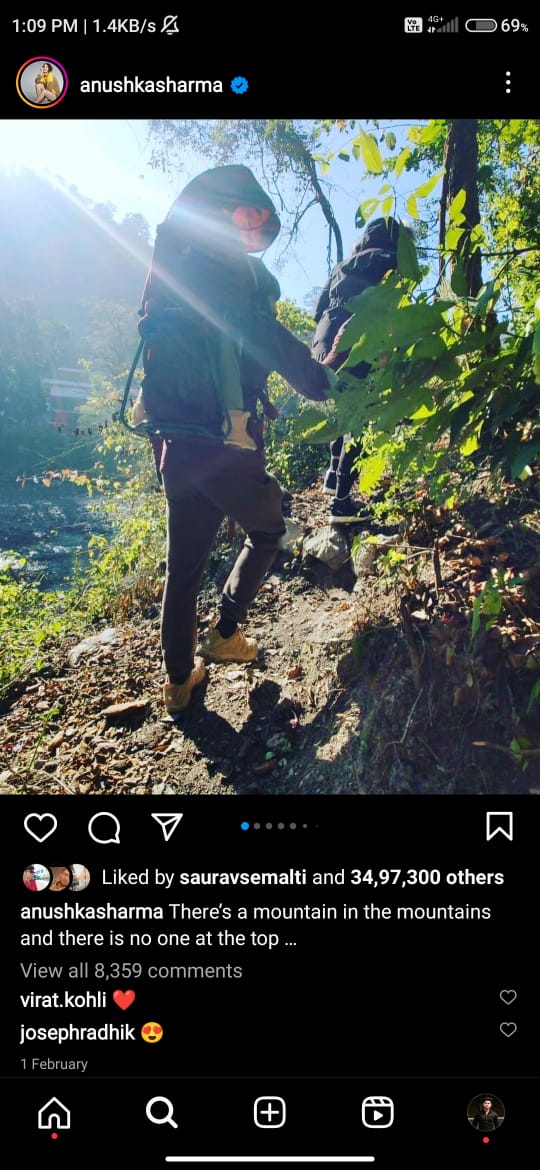 1:09 PM | 1.4KB/s
Vo LTE 4G+ 69%
anushkasharma
Liked by sauravsemalti and 34,97,300 others
anushkasharma There's a mountain in the mountains
and there is no one at the top ...
View all 8,359 comments
virat.kohli ❤️
josephradhik 😍
1 February